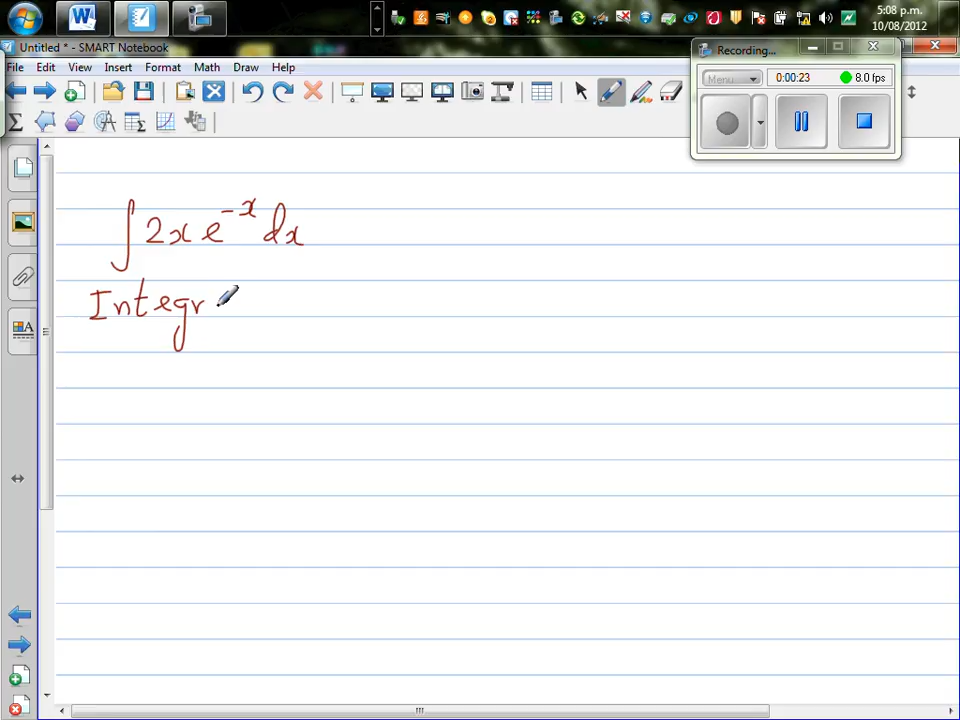 5:08 p.m.
10/08/2012
Untitled * - SMART Notebook
Recording...
File Edit View Insert Format Math Draw Help
Menu 0:00:23 8.0 fps
∫ 2x e^{-x} dx
Integr